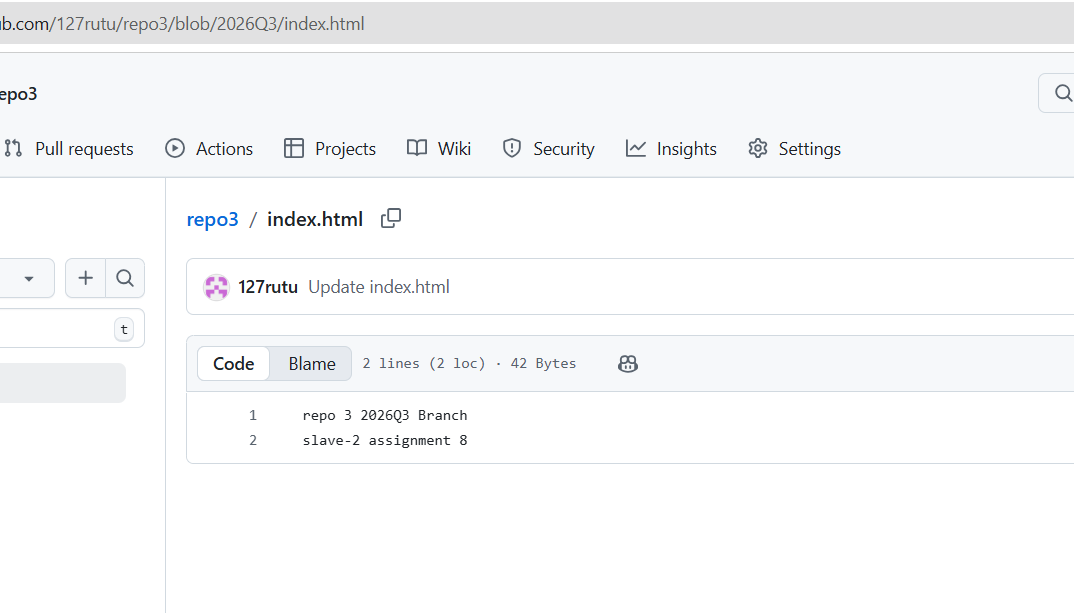 b.com/127rutu/repo3/blob/2026Q3/index.html
epo3
Pull requests Actions Projects Wiki Security Insights Settings
repo3 / index.html
t
127rutu Update index.html
Code Blame 2 lines (2 loc) · 42 Bytes
1 repo 3 2026Q3 Branch
2 slave-2 assignment 8